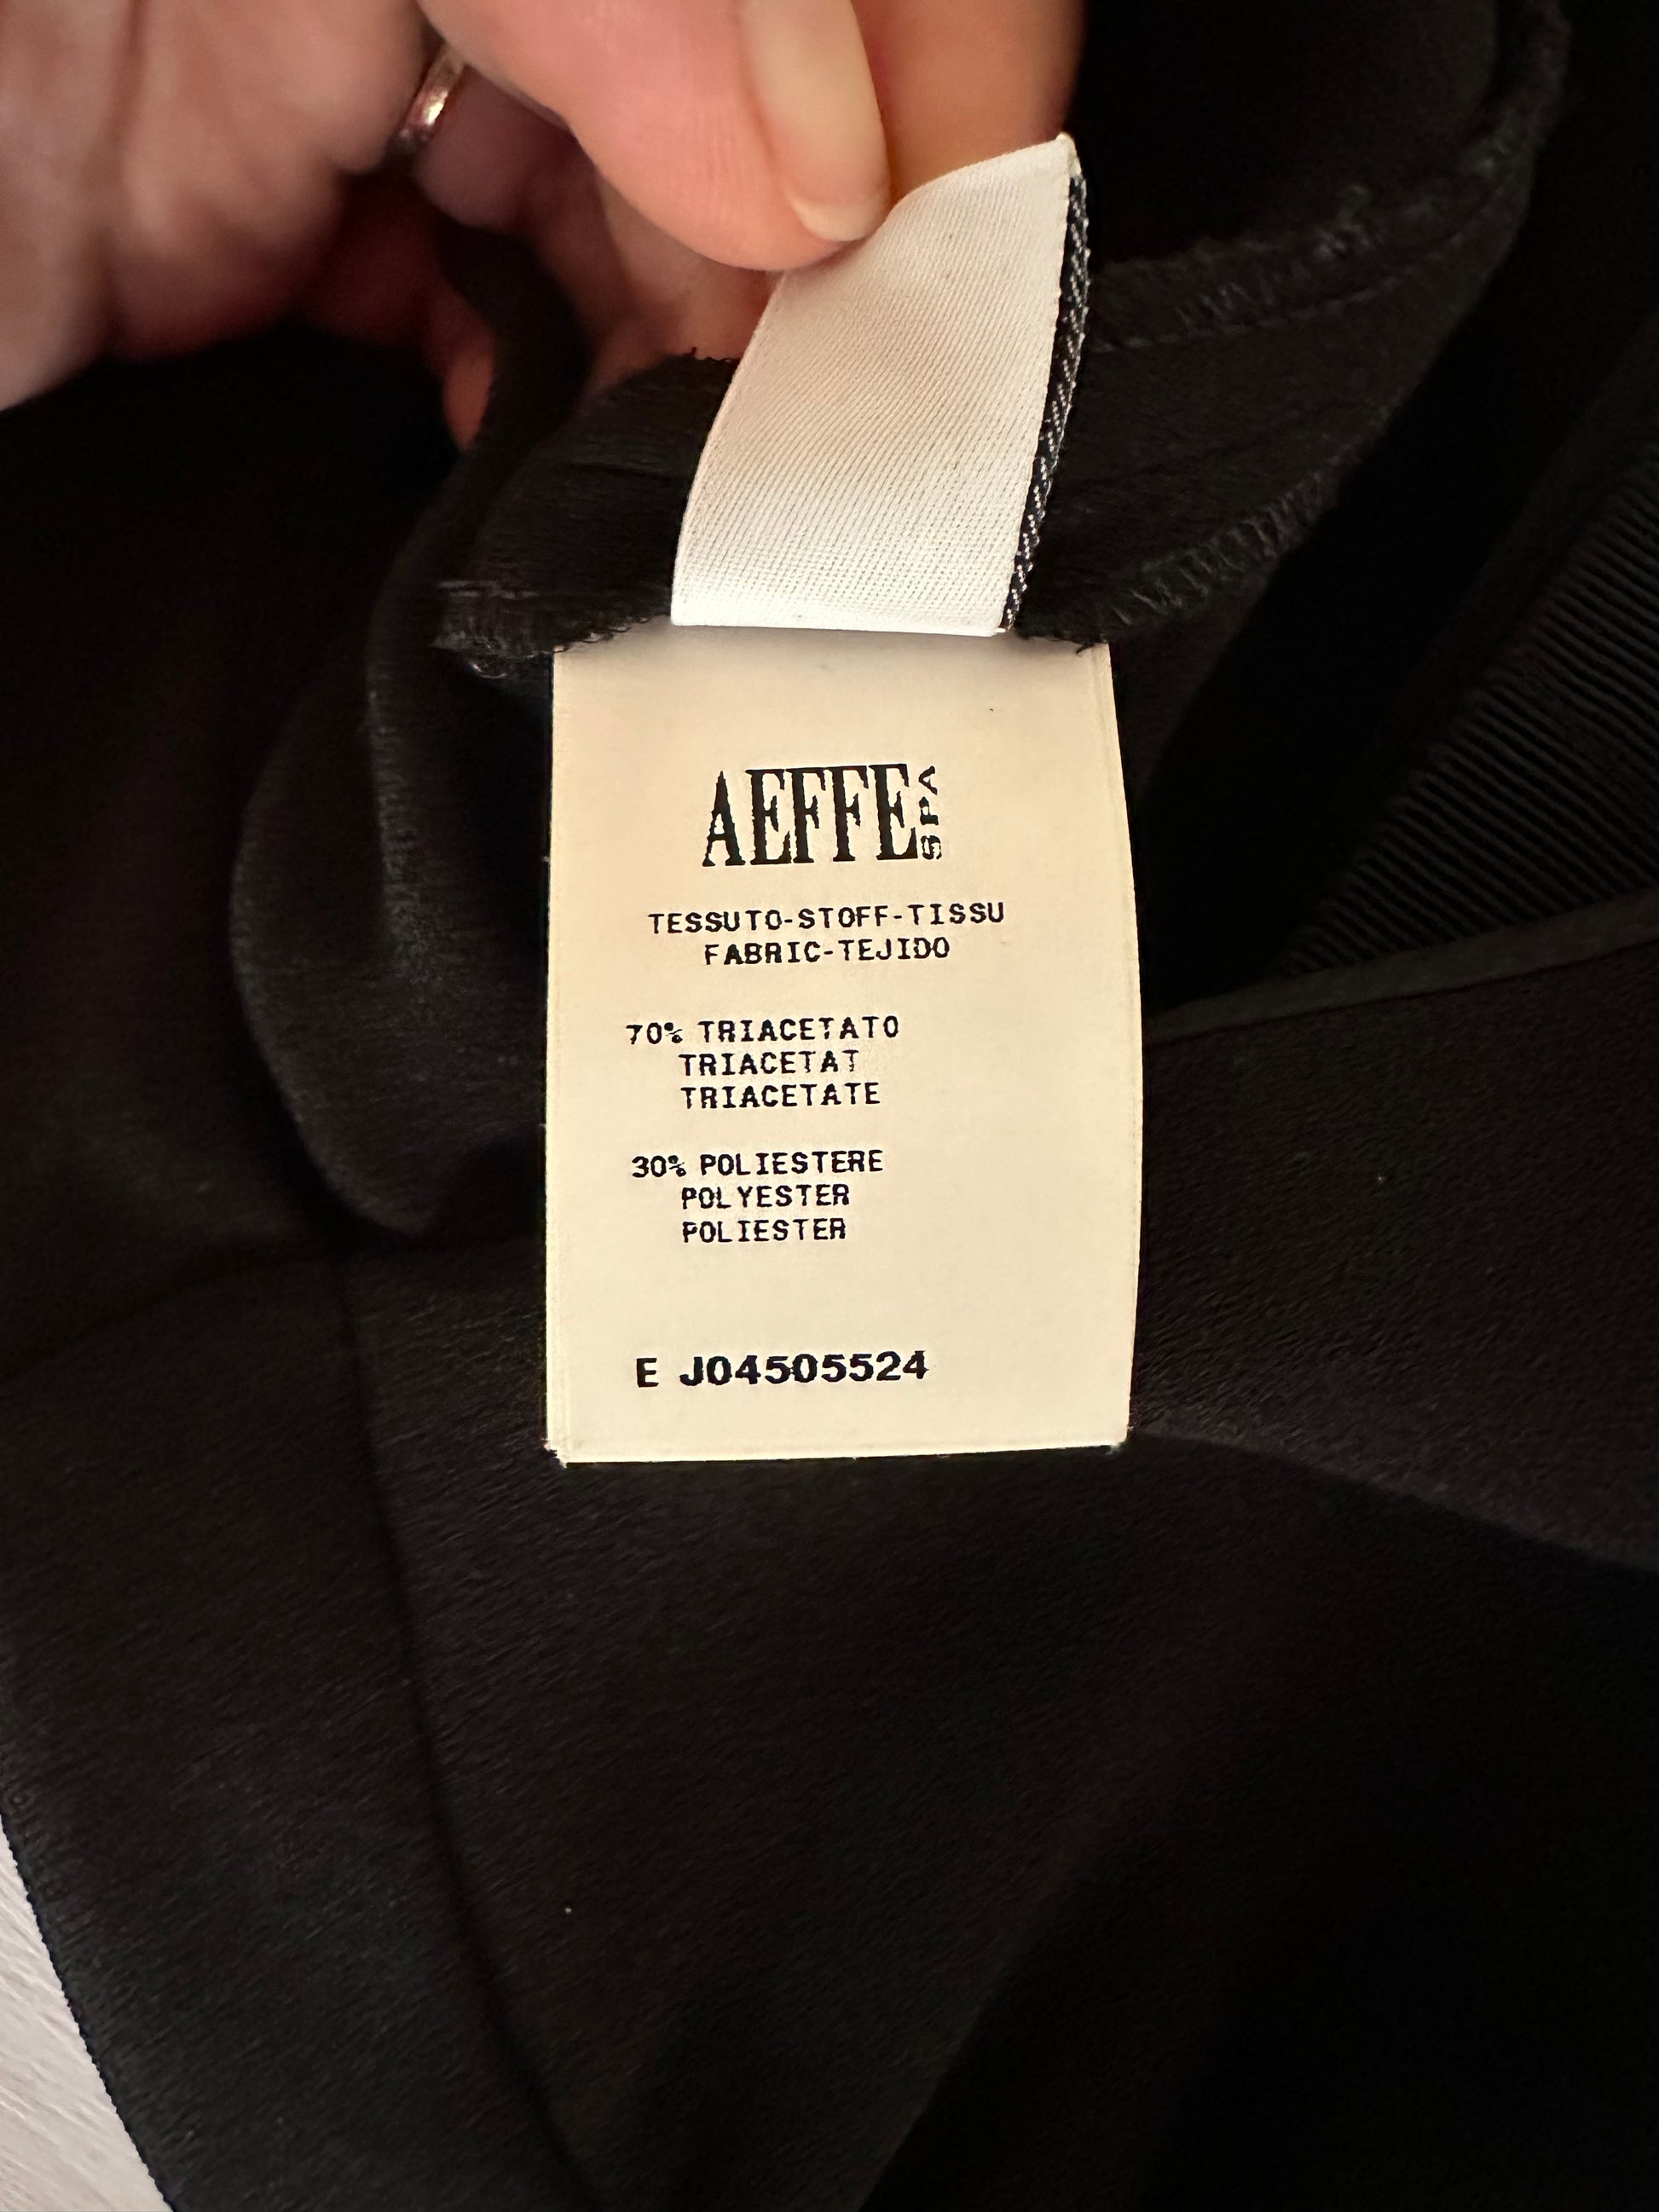 AEFFE SPA
TESSUTO-STOFF-TISSU
FABRIC-TEJIDO
70% TRIACETATO
TRIACETAT
TRIACETATE
30% POLIESTERE
POLYESTER
POLIESTER
E J04505524